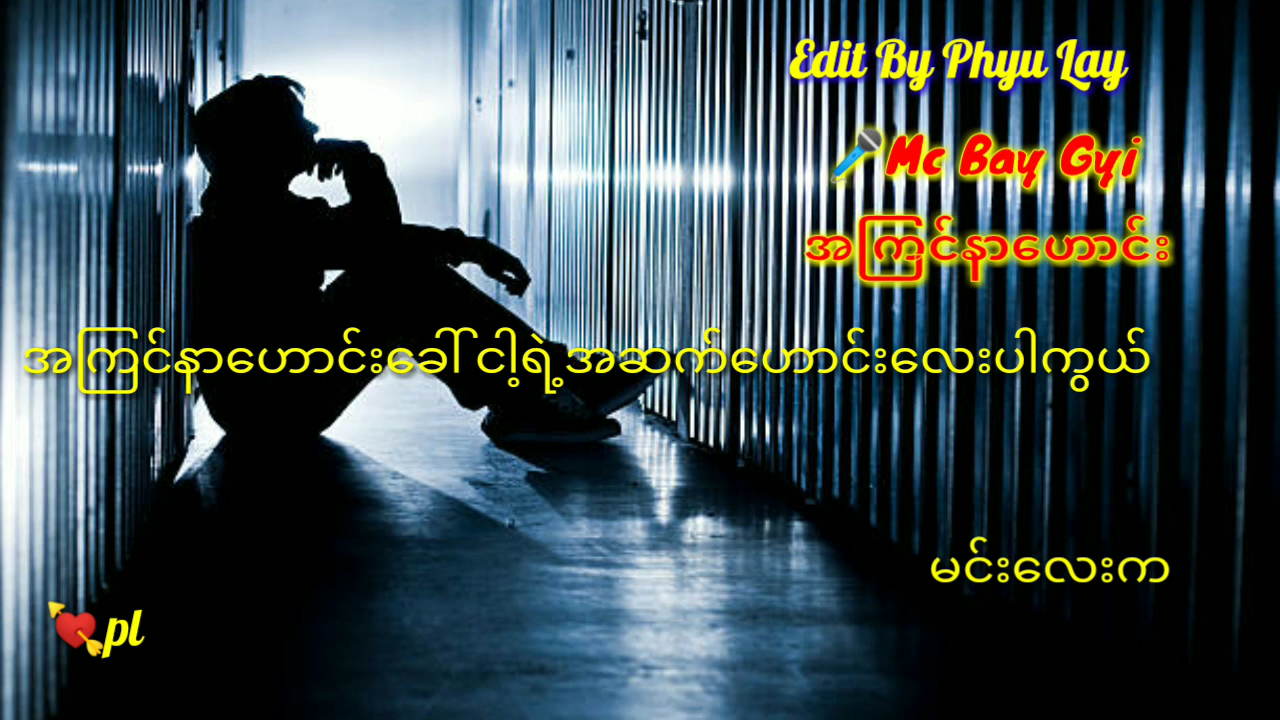 Edit By Phyu Lay
🎤Mc Bay Gyi
အကြင်နာဟောင်း
အကြင်နာဟောင်းခေါ် ငါ့ရဲ့အဆက်ဟောင်းလေးပါကွယ်
မင်းလေးက
💘pl